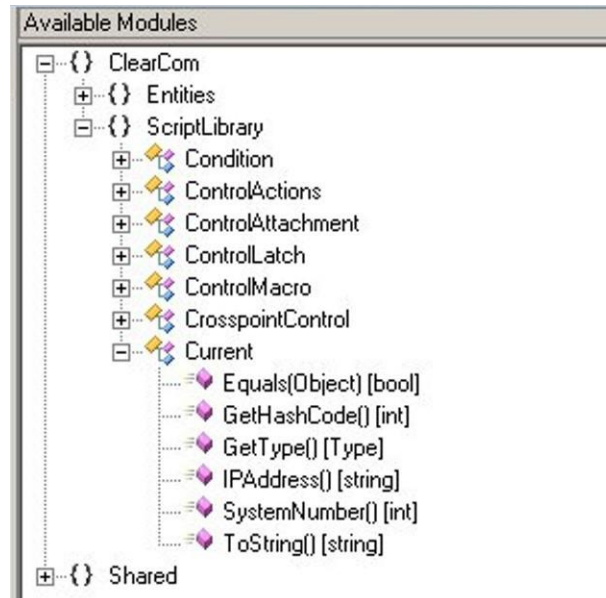 Available Modules
{} ClearCom
{} Entities
{} ScriptLibrary
Condition
ControlActions
ControlAttachment
ControlLatch
ControlMacro
CrosspointControl
Current
Equals(Object) [bool]
GetHashCode() [int]
GetType() [Type]
IPAddress() [string]
SystemNumber() [int]
ToString() [string]
{} Shared